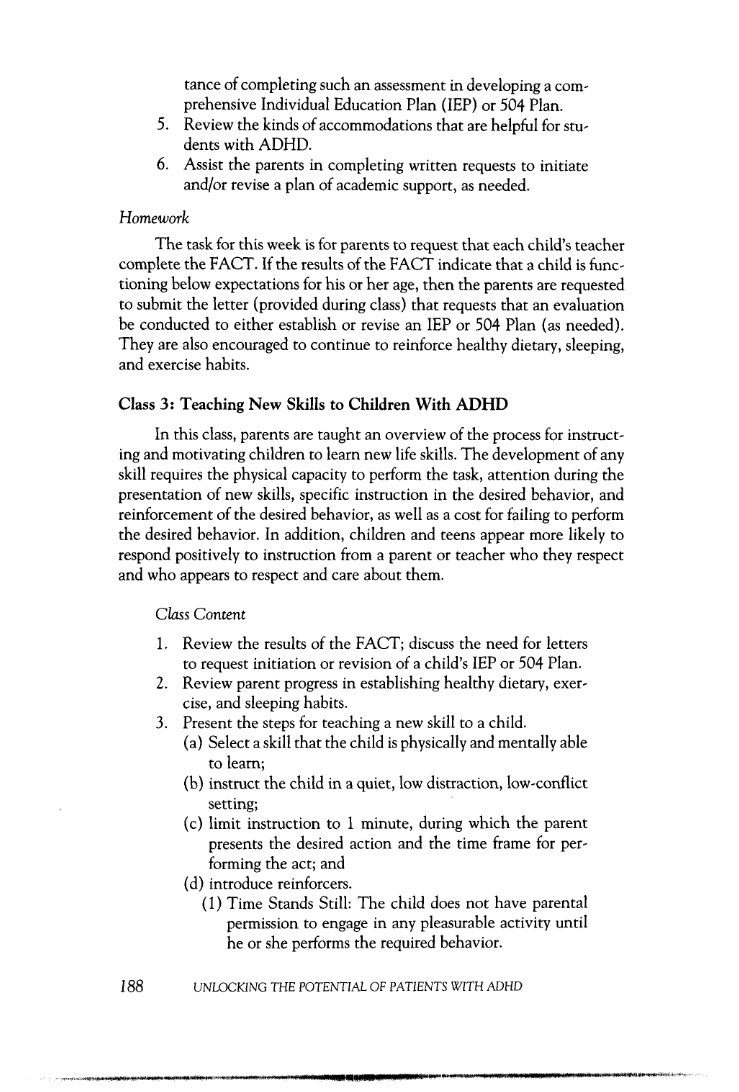 tance of completing such an assessment in developing a com-
prehensive Individual Education Plan (IEP) or 504 Plan.
5. Review the kinds of accommodations that are helpful for stu-
dents with ADHD.
6. Assist the parents in completing written requests to initiate
and/or revise a plan of academic support, as needed.
Homework
The task for this week is for parents to request that each child's teacher
complete the FACT. If the results of the FACT indicate that a child is func-
tioning below expectations for his or her age, then the parents are requested
to submit the letter (provided during class) that requests that an evaluation
be conducted to either establish or revise an IEP or 504 Plan (as needed).
They are also encouraged to continue to reinforce healthy dietary, sleeping,
and exercise habits.
Class 3: Teaching New Skills to Children With ADHD
In this class, parents are taught an overview of the process for instruct-
ing and motivating children to learn new life skills. The development of any
skill requires the physical capacity to perform the task, attention during the
presentation of new skills, specific instruction in the desired behavior, and
reinforcement of the desired behavior, as well as a cost for failing to perform
the desired behavior. In addition, children and teens appear more likely to
respond positively to instruction from a parent or teacher who they respect
and who appears to respect and care about them.
Class Content
1. Review the results of the FACT; discuss the need for letters
to request initiation or revision of a child's IEP or 504 Plan.
2. Review parent progress in establishing healthy dietary, exer-
cise, and sleeping habits.
3. Present the steps for teaching a new skill to a child.
(a) Select a skill that the child is physically and mentally able
to learn;
(b) instruct the child in a quiet, low distraction, low-conflict
setting;
(c) limit instruction to 1 minute, during which the parent
presents the desired action and the time frame for per-
forming the act; and
(d) introduce reinforcers.
(1) Time Stands Still: The child does not have parental
permission to engage in any pleasurable activity until
he or she performs the required behavior.
188 UNLOCKING THE POTENTIAL OF PATIENTS WITH ADHD